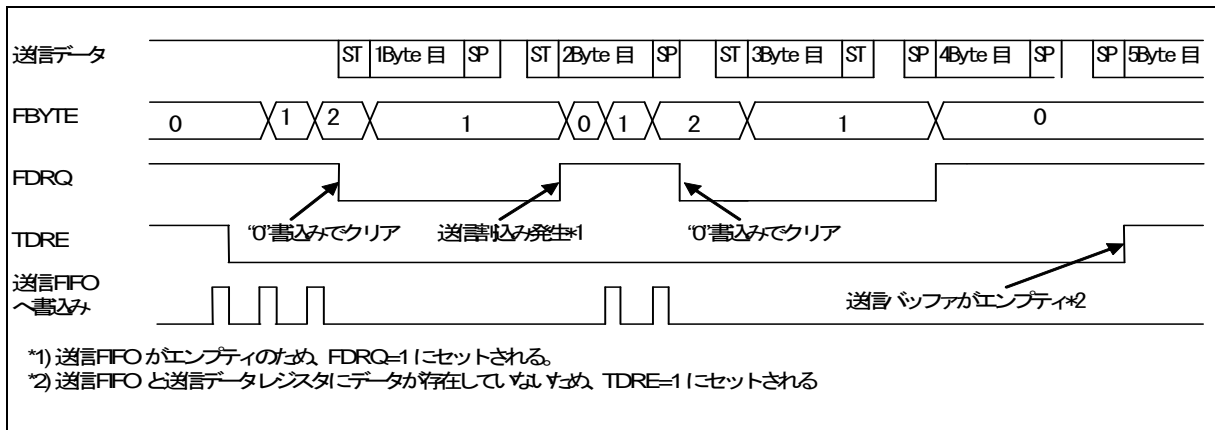 送信データ ST 1Byte 目 SP ST 2Byte 目 SP ST 3Byte 目 ST SP 4Byte 目 SP SP 5Byte 目
FBYTE 0 1 2 1 0 1 2 1 0
FDRQ
“0”書込みでクリア 送信割込み発生*1 “0”書込みでクリア
TDRE
送信FIFO
へ書込み
送信バッファがエンプティ*2
*1) 送信FIFO がエンプティのため、FDRQ=1 にセットされる。
*2) 送信FIFO と送信データレジスタにデータが存在していないため、TDRE=1 にセットされる